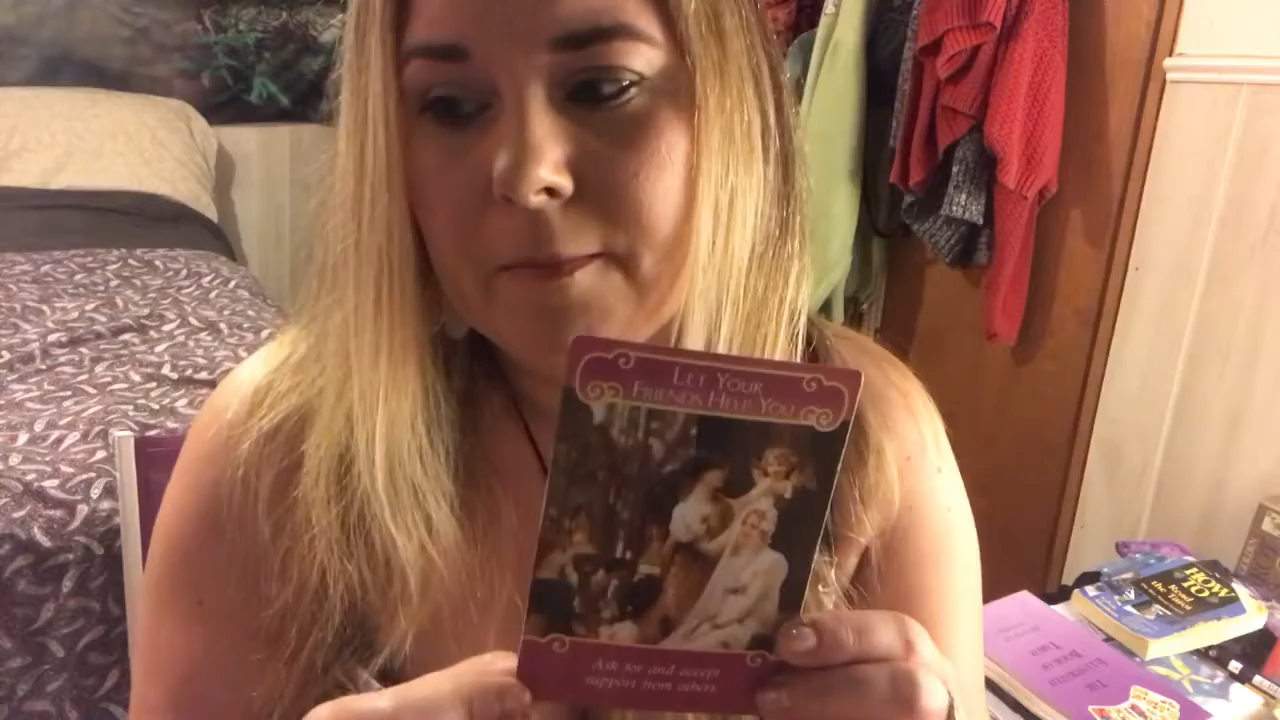 LET YOUR
FRIENDS HELP YOU
Ask for and accept
support from others.
HOW
TO
Read
the Tarot
THE
ILLUSTRATED
BOOK OF
TAROT